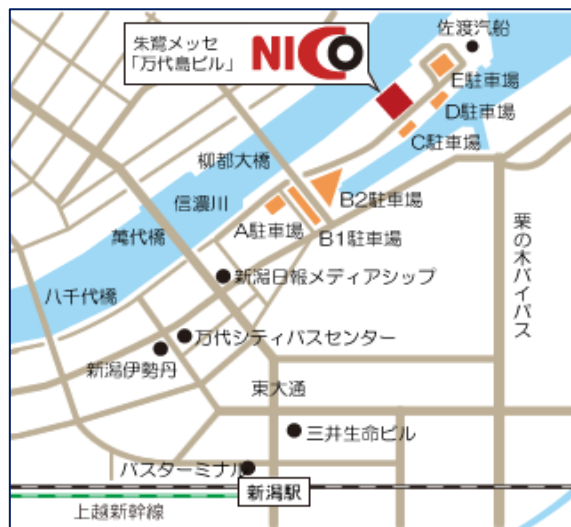 佐渡汽船
朱鷺メッセ
「万代島ビル」
NICO
E駐車場
D駐車場
C駐車場
柳都大橋
信濃川
B2駐車場
A駐車場
B1駐車場
萬代橋
栗の木バイパス
新潟日報メディアシップ
八千代橋
万代シティバスセンター
新潟伊勢丹
東大通
三井生命ビル
バスターミナル
新潟駅
上越新幹線